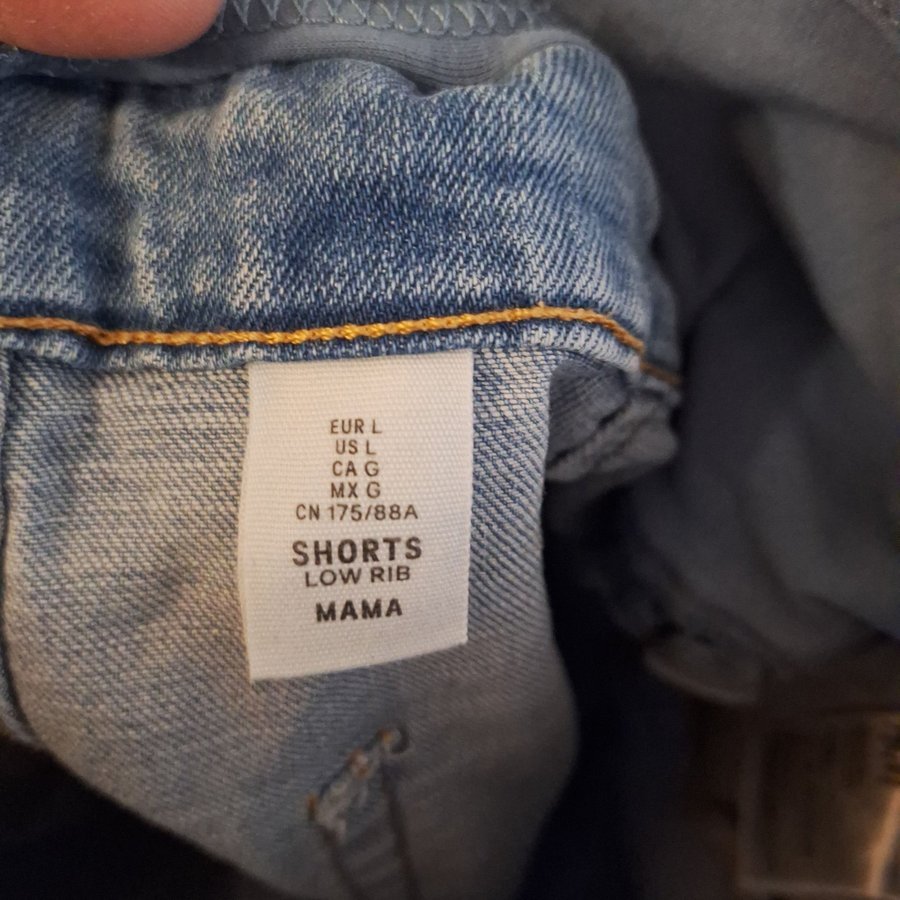 EUR L
US L
CA G
MX G
CN 175/88A
SHORTS
LOW RIB
MAMA